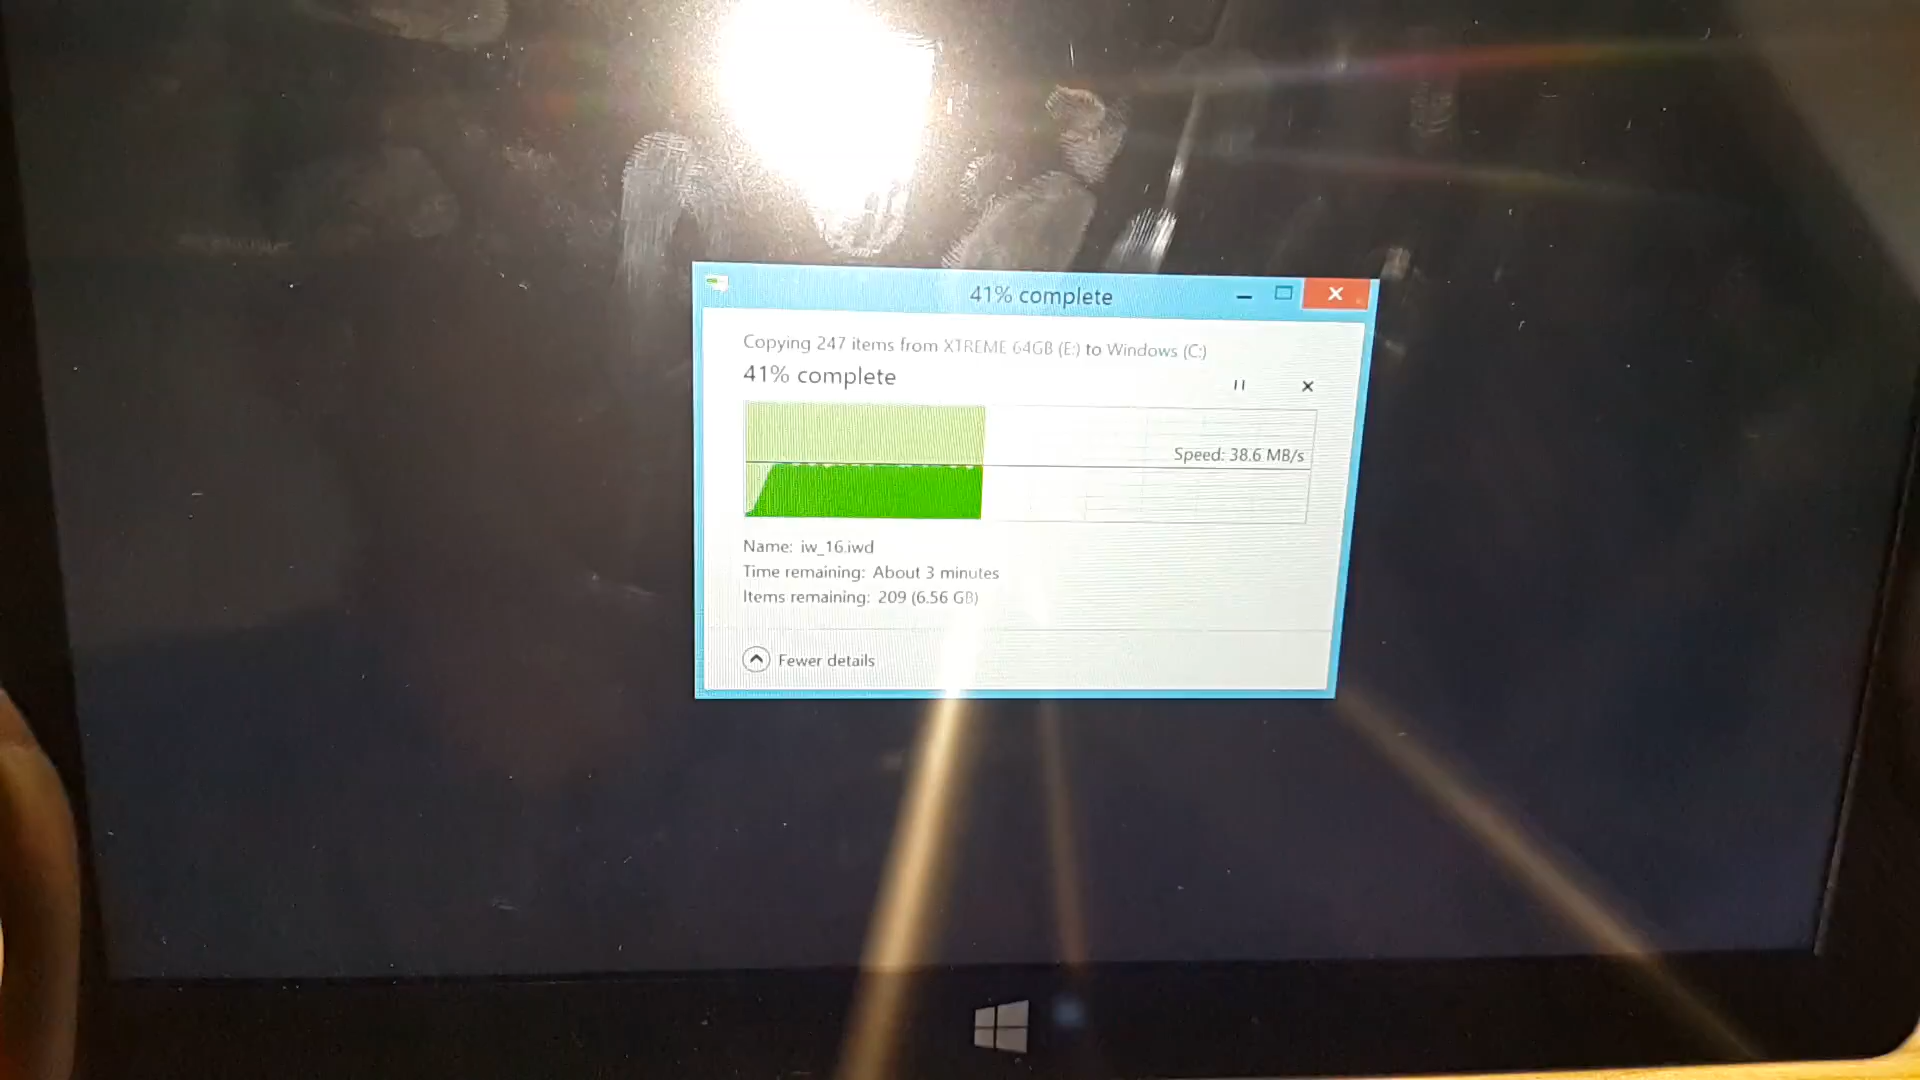 41% complete
Copying 247 items from XTREME 64GB (E:) to Windows (C:)
41% complete
Speed: 38.6 MB/s
Name: iw_16.iwd
Time remaining: About 3 minutes
Items remaining: 209 (6.56 GB)
Fewer details